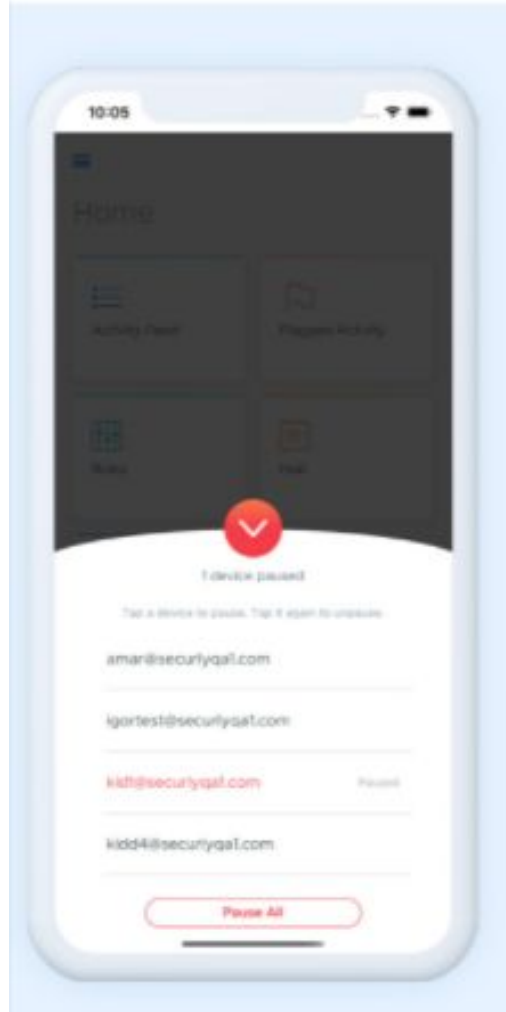 10:05
Home
Activity Feed
Flagged Activity
Rules
1 device paused
Tap a device to pause. Tap it again to unpause.
amar@securlyqa1.com
igortest@securlyqa1.com
kid1@securlyqa1.com
Paused
kidd4@securlyqa1.com
Pause All